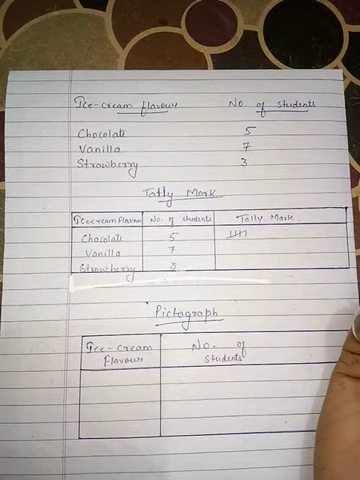 Ice-cream flavour No. of students
Chocolate 5
Vanilla 7
Strawberry 3
Tally Mark
Ice-cream flavour No. of students Tally Mark
Chocolate 5 𝍸
Vanilla 7
Strawberry 3
Pictograph
Ice-cream No. of
Flavour students